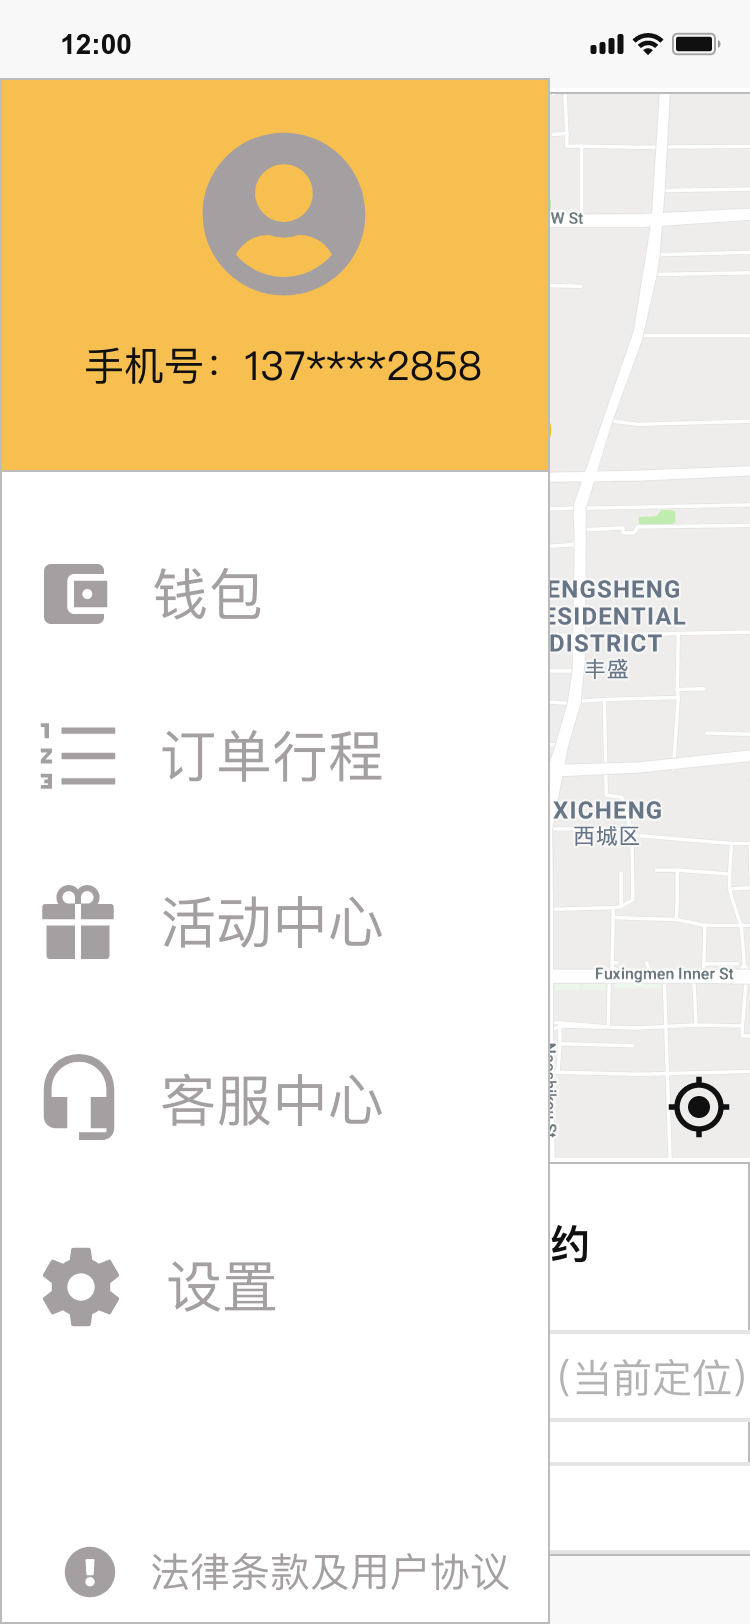 12:00
手机号：137****2858
钱包
订单行程
活动中心
客服中心
设置
法律条款及用户协议
W St
ENGSHENG
ESIDENTIAL
DISTRICT
丰盛
XICHENG
西城区
Fuxingmen Inner St
约
(当前定位)